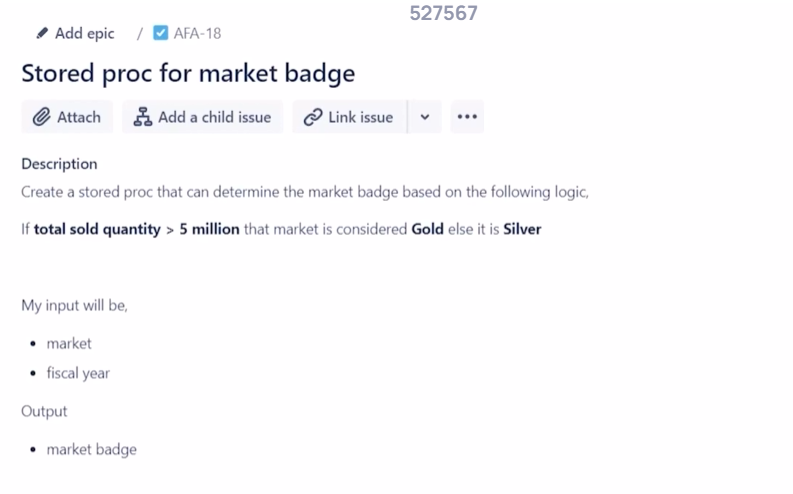 527567
Add epic / AFA-18
Stored proc for market badge
Attach Add a child issue Link issue
Description
Create a stored proc that can determine the market badge based on the following logic,
If total sold quantity > 5 million that market is considered Gold else it is Silver
My input will be,
• market
• fiscal year
Output
• market badge